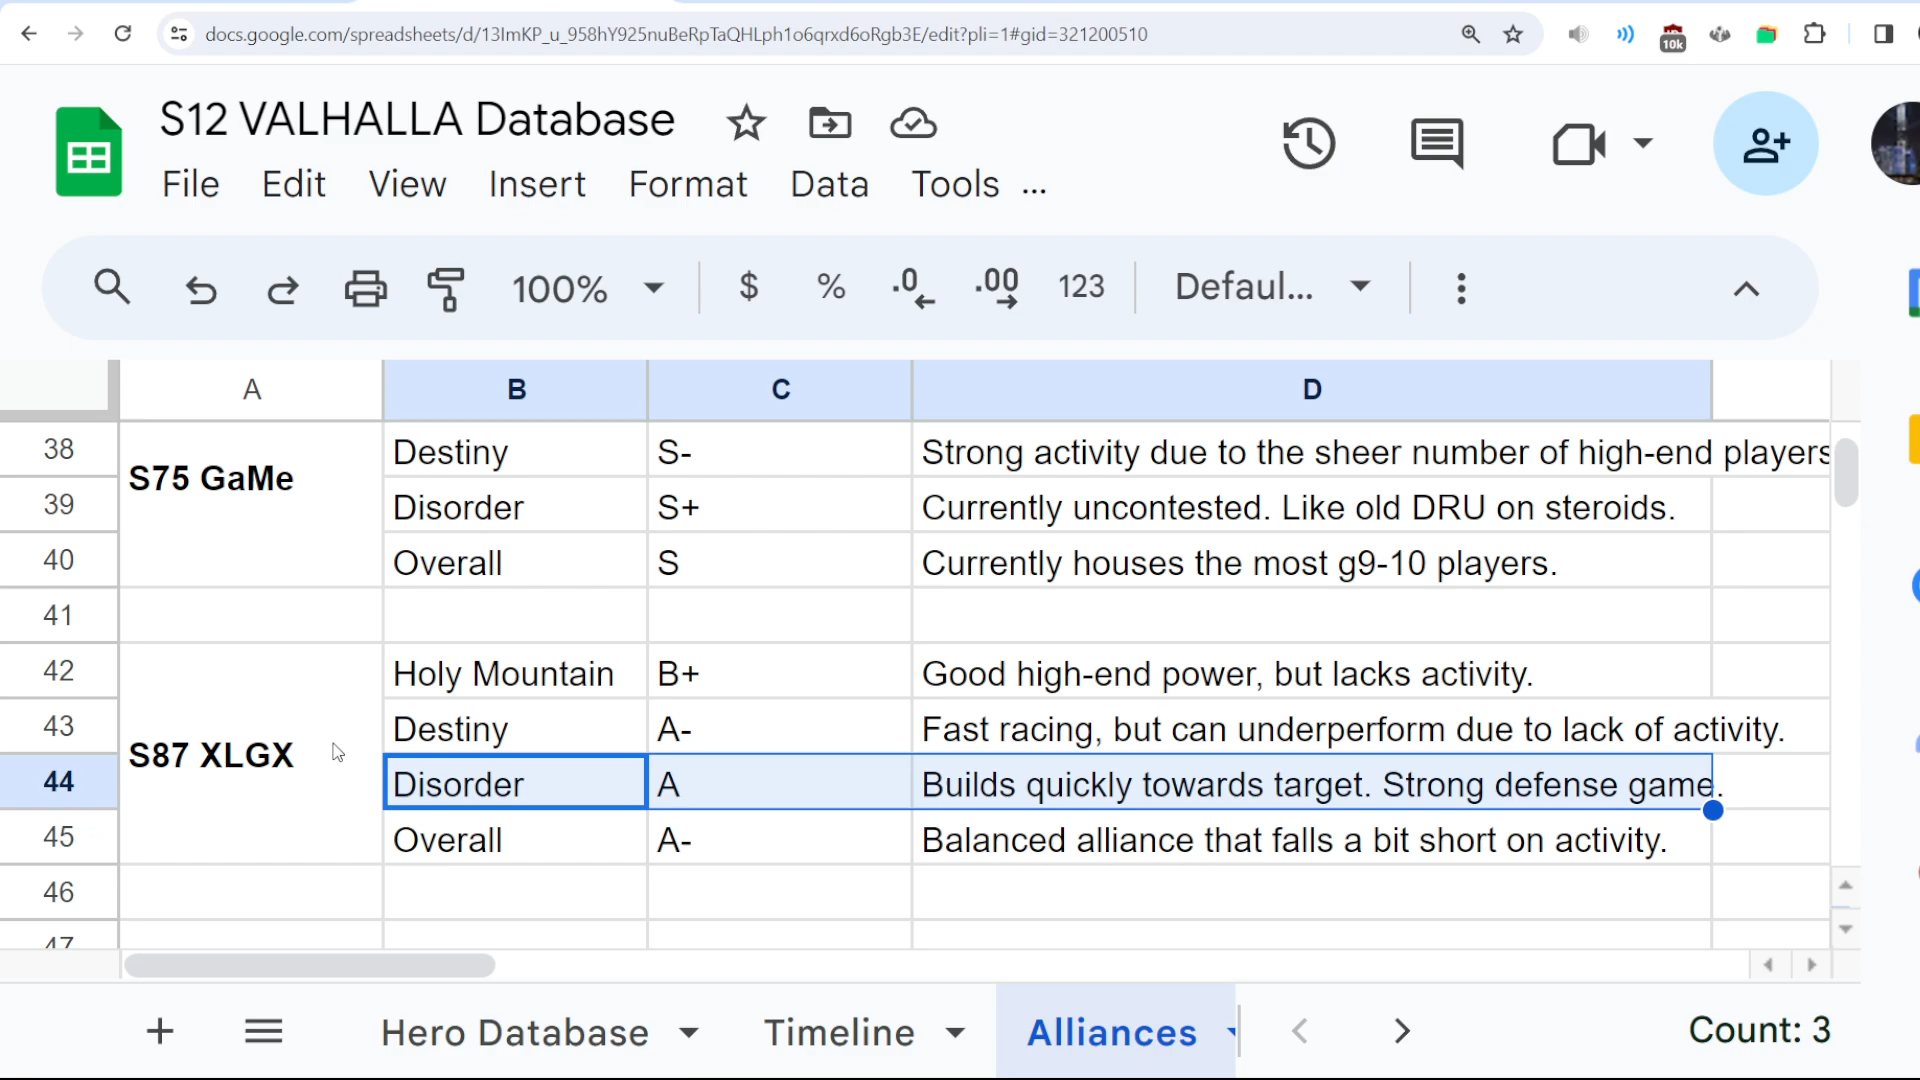 docs.google.com/spreadsheets/d/13ImKP_u_958hY925nuBeRpTaQHLph1o6qrxd6oRgb3E/edit?pli=1#gid=321200510
10k
S12 VALHALLA Database
File Edit View Insert Format Data Tools ...
100% $ % .0 .00 123 Defaul...
A B C D
38 Destiny S- Strong activity due to the sheer number of high-end players
S75 GaMe
39 Disorder S+ Currently uncontested. Like old DRU on steroids.
40 Overall S Currently houses the most g9-10 players.
41
42 Holy Mountain B+ Good high-end power, but lacks activity.
43 Destiny A- Fast racing, but can underperform due to lack of activity.
S87 XLGX
44 Disorder A Builds quickly towards target. Strong defense game.
45 Overall A- Balanced alliance that falls a bit short on activity.
46
47
+ Hero Database Timeline Alliances Count: 3